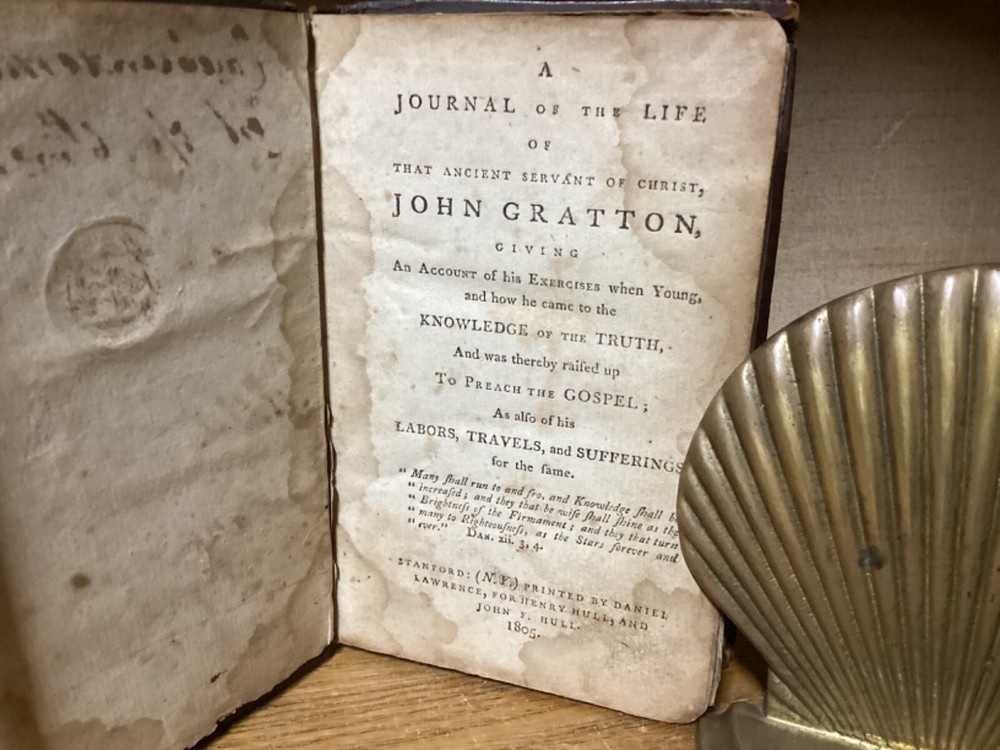 A
JOURNAL OF THE LIFE
OF
THAT ANCIENT SERVANT OF CHRIST,
JOHN GRATTON,
GIVING
An ACCOUNT of his EXERCISES when Young,
and how he came to the
KNOWLEDGE OF THE TRUTH,
And was thereby raiſed up
To PREACH THE GOSPEL;
As alſo of his
LABORS, TRAVELS, and SUFFERINGS
for the ſame.
“ Many ſhall run to and fro, and Knowledge ſhall
“ increaſed; and they that be wiſe ſhall ſhine as the
“ Brightneſs of the Firmament; and they that turn
“ many to Righteouſneſs, as the Stars forever and
“ ever.” DAN. xii. 3, 4.
STANFORD: (N.Y.) PRINTED BY DANIEL
LAWRENCE, FOR HENRY HULL, AND
JOHN F. HULL.
1805.